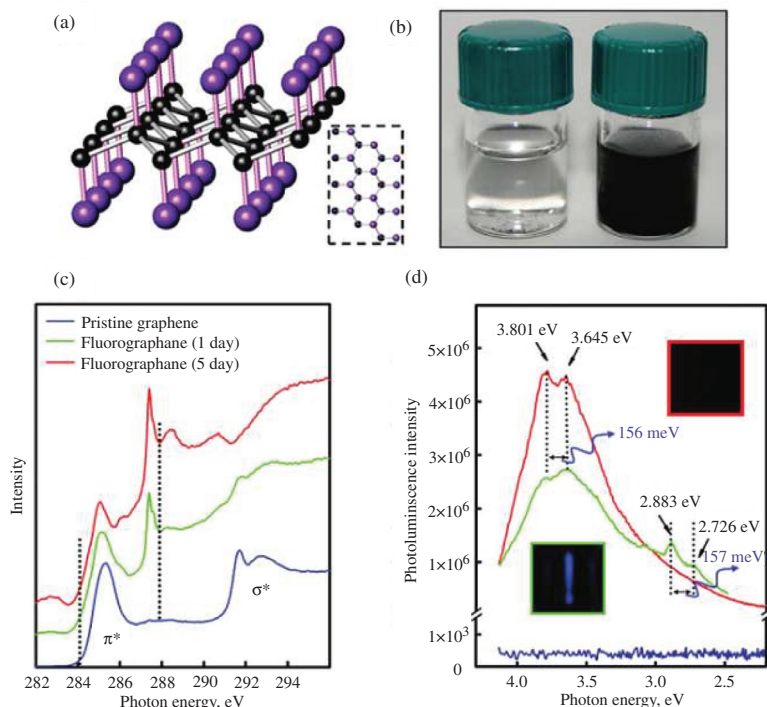 (a)
(b)
(c)
Pristine graphene
Fluorographane (1 day)
Fluorographane (5 day)
Intensity
π*
σ*
282 284 286 288 290 292 294
Photon energy, eV
(d)
3.801 eV
3.645 eV
5×10⁶
4×10⁶
3×10⁶
2×10⁶
1×10⁶
1×10³
0
156 meV
2.883 eV
2.726 eV
157 meV
Photoluminscence intensity
4.0 3.5 3.0 2.5
Photon energy, eV